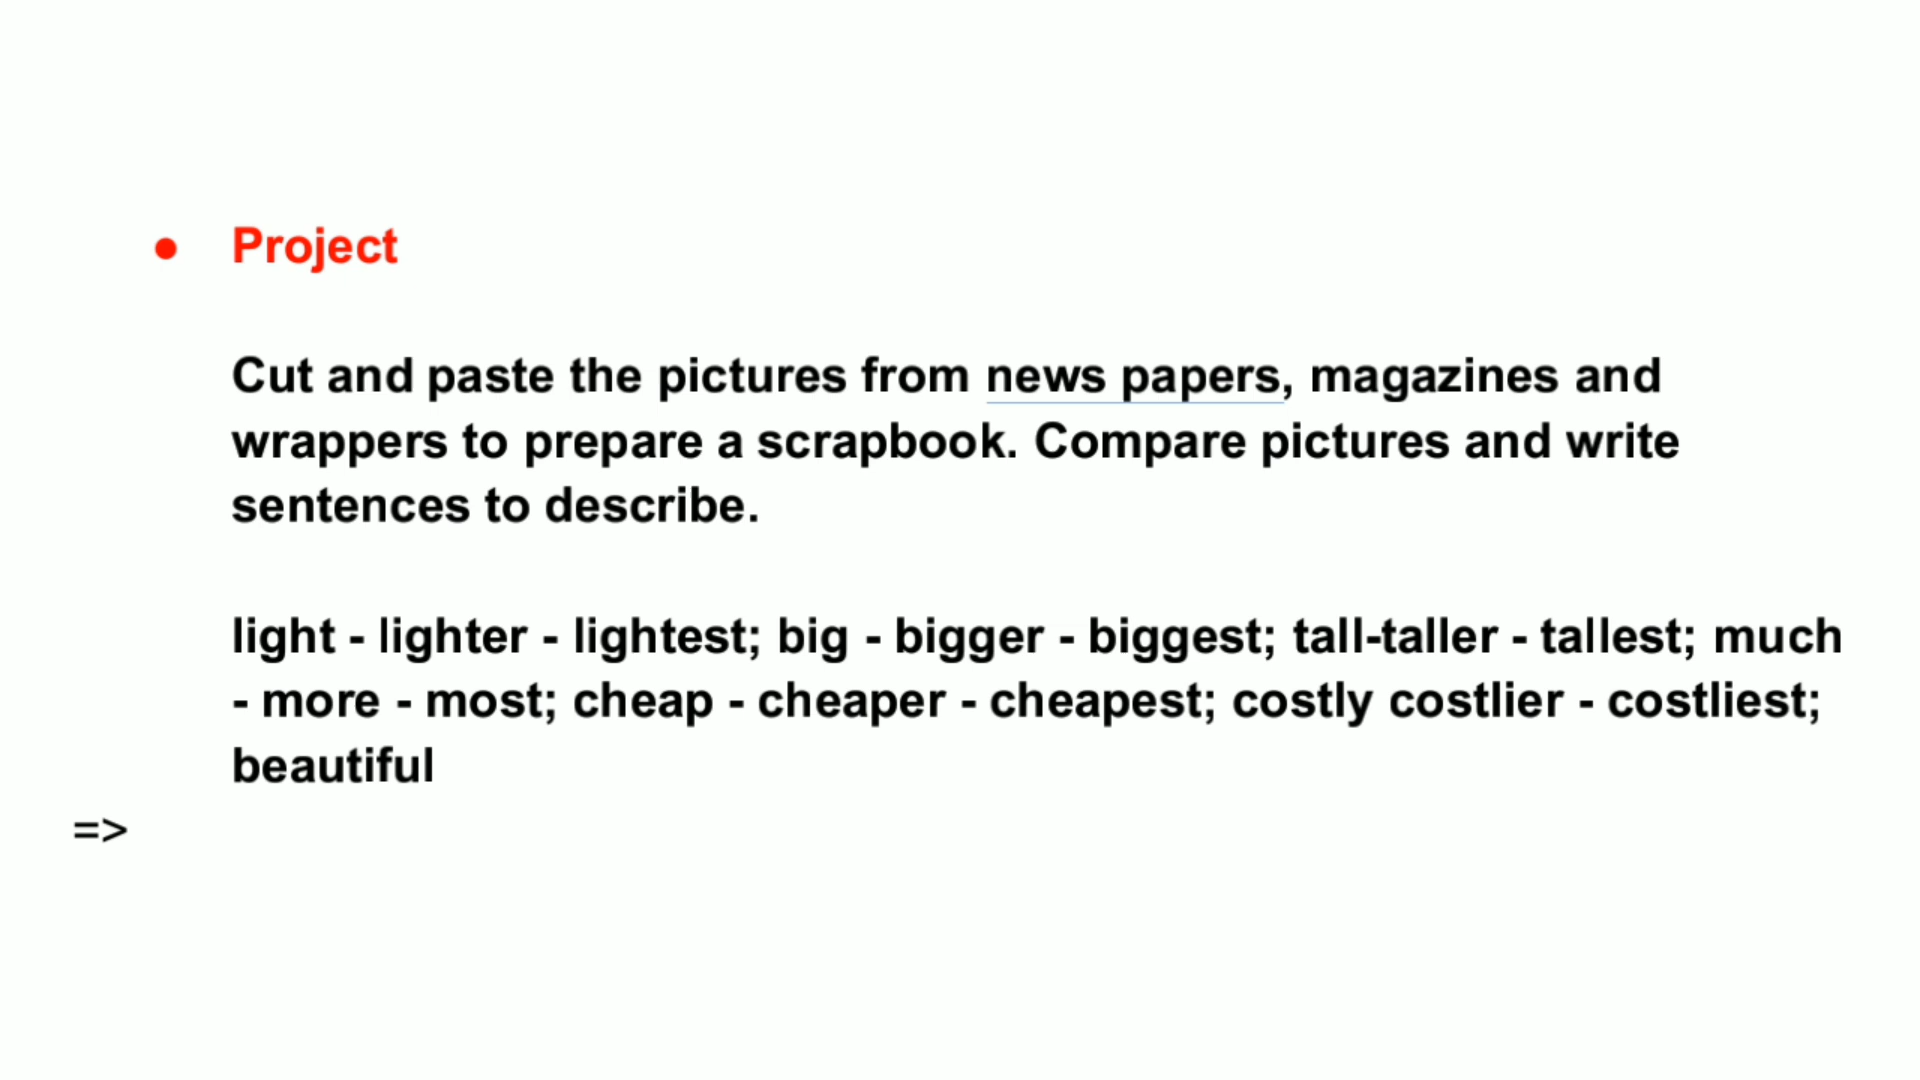 ● Project
Cut and paste the pictures from news papers, magazines and
wrappers to prepare a scrapbook. Compare pictures and write
sentences to describe.
light - lighter - lightest; big - bigger - biggest; tall-taller - tallest; much
- more - most; cheap - cheaper - cheapest; costly costlier - costliest;
beautiful
=>